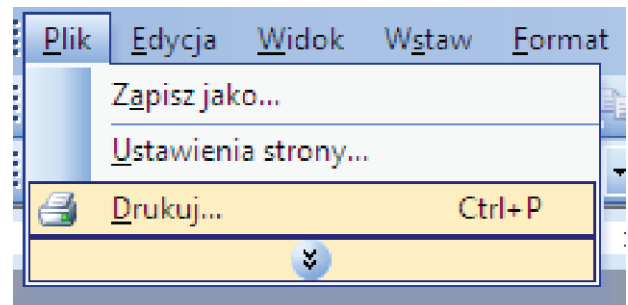 Plik Edycja Widok Wstaw Format
Zapisz jako...
Ustawienia strony...
Drukuj... Ctrl+P